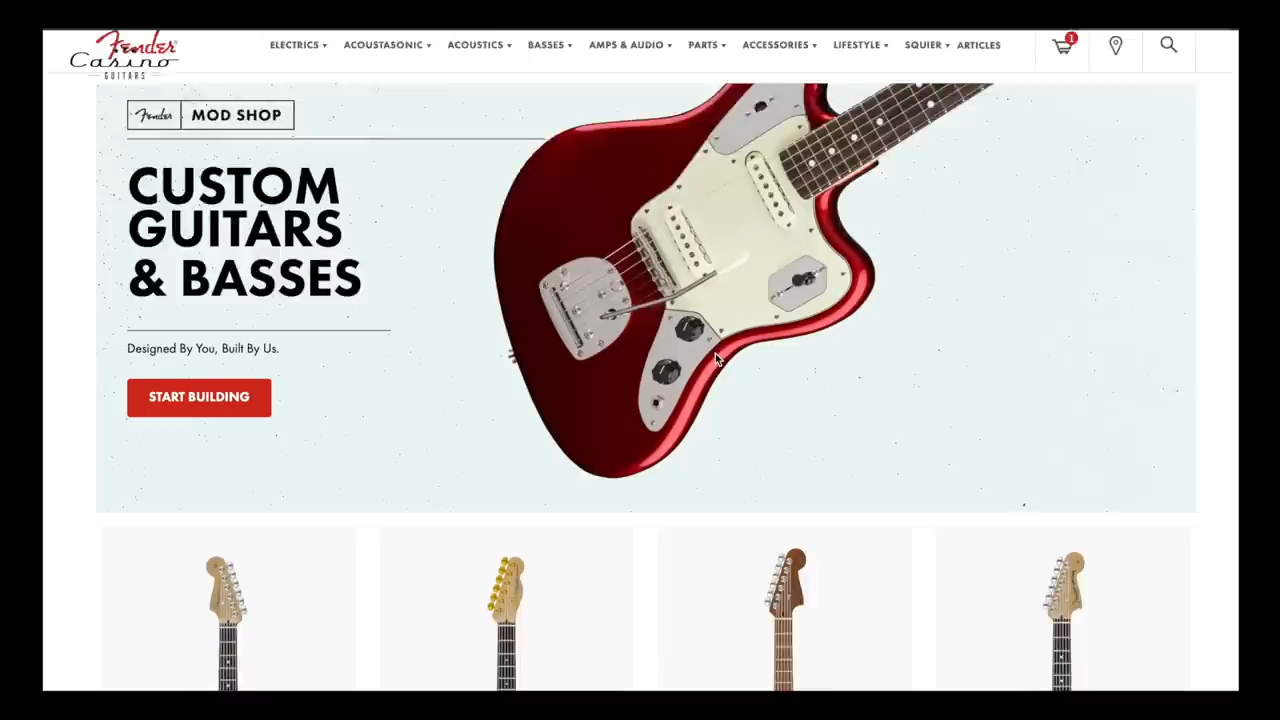 Fender
Casino
GUITARS
ELECTRICS
ACOUSTASONIC
ACOUSTICS
BASSES
AMPS & AUDIO
PARTS
ACCESSORIES
LIFESTYLE
SQUIER
ARTICLES
1
Fender MOD SHOP
CUSTOM
GUITARS
& BASSES
Designed By You, Built By Us.
START BUILDING